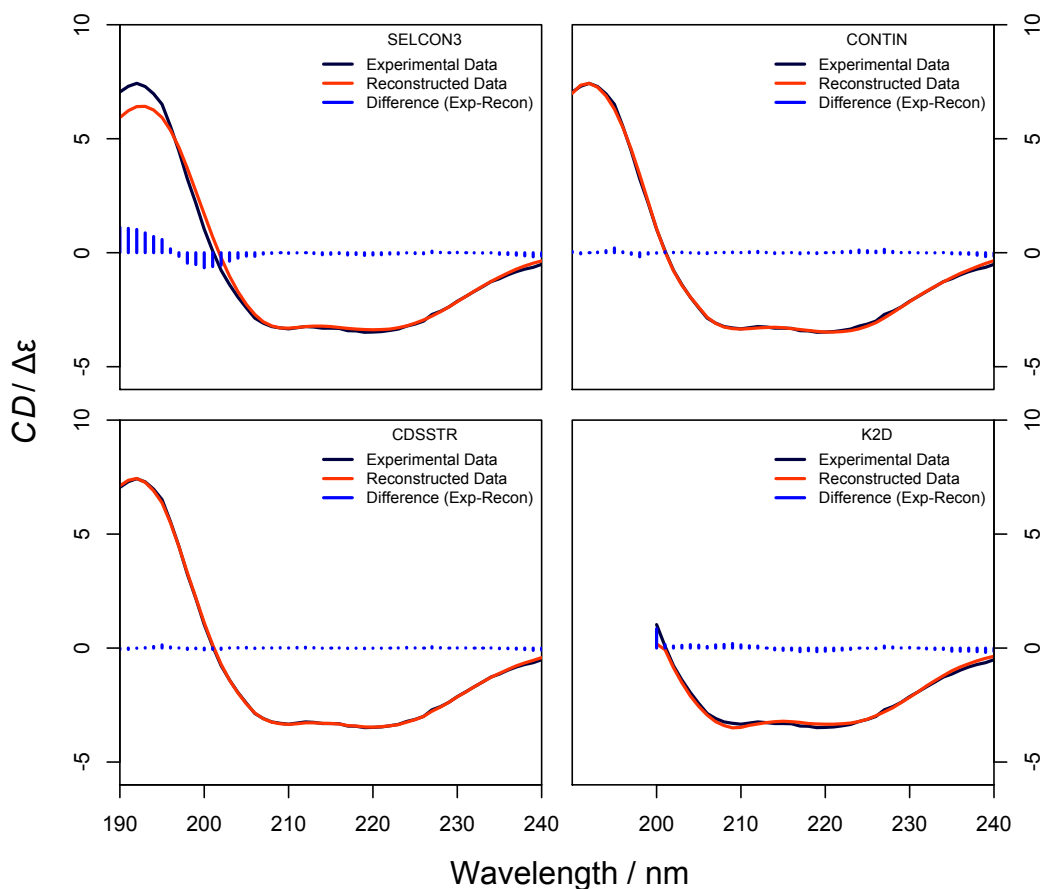 SELCON3
Experimental Data
Reconstructed Data
Difference (Exp-Recon)
CONTIN
Experimental Data
Reconstructed Data
Difference (Exp-Recon)
10
5
0
-5
10
5
0
-5
CD / Δε
CDSSTR
Experimental Data
Reconstructed Data
Difference (Exp-Recon)
K2D
Experimental Data
Reconstructed Data
Difference (Exp-Recon)
10
5
0
-5
10
5
0
-5
190 200 210 220 230 240
200 210 220 230 240
Wavelength / nm